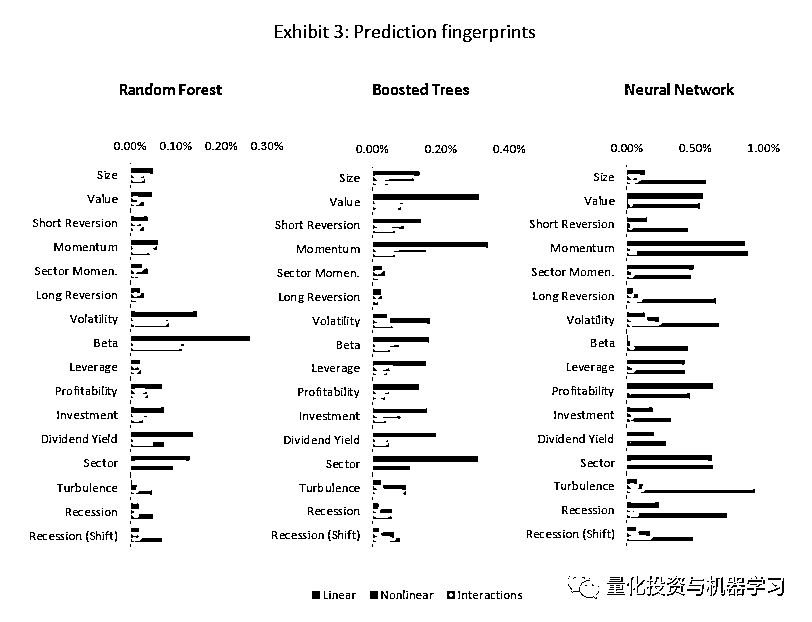 Exhibit 3: Prediction fingerprints
Random Forest
0.00% 0.10% 0.20% 0.30%
Size
Value
Short Reversion
Momentum
Sector Momen.
Long Reversion
Volatility
Beta
Leverage
Profitability
Investment
Dividend Yield
Sector
Turbulence
Recession
Recession (Shift)
Boosted Trees
0.00% 0.20% 0.40%
Size
Value
Short Reversion
Momentum
Sector Momen.
Long Reversion
Volatility
Beta
Leverage
Profitability
Investment
Dividend Yield
Sector
Turbulence
Recession
Recession (Shift)
Neural Network
0.00% 0.50% 1.00%
Size
Value
Short Reversion
Momentum
Sector Momen.
Long Reversion
Volatility
Beta
Leverage
Profitability
Investment
Dividend Yield
Sector
Turbulence
Recession
Recession (Shift)
Linear Nonlinear Interactions
量化投资与机器学习